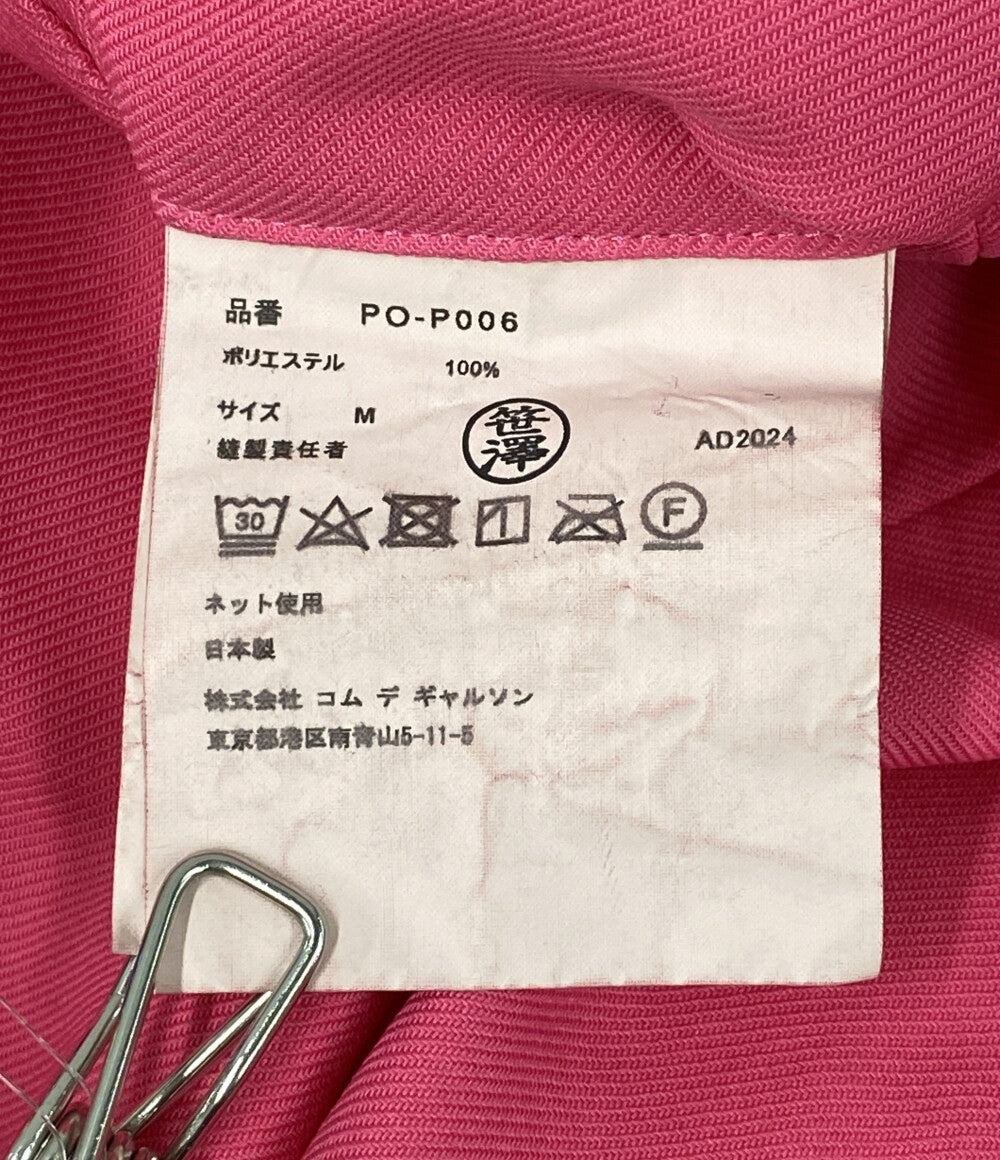 品番 PO-P006
ポリエステル 100%
サイズ M
縫製責任者 笹澤 AD2024
30 F
ネット使用
日本製
株式会社 コム デ ギャルソン
東京都港区南青山5-11-5